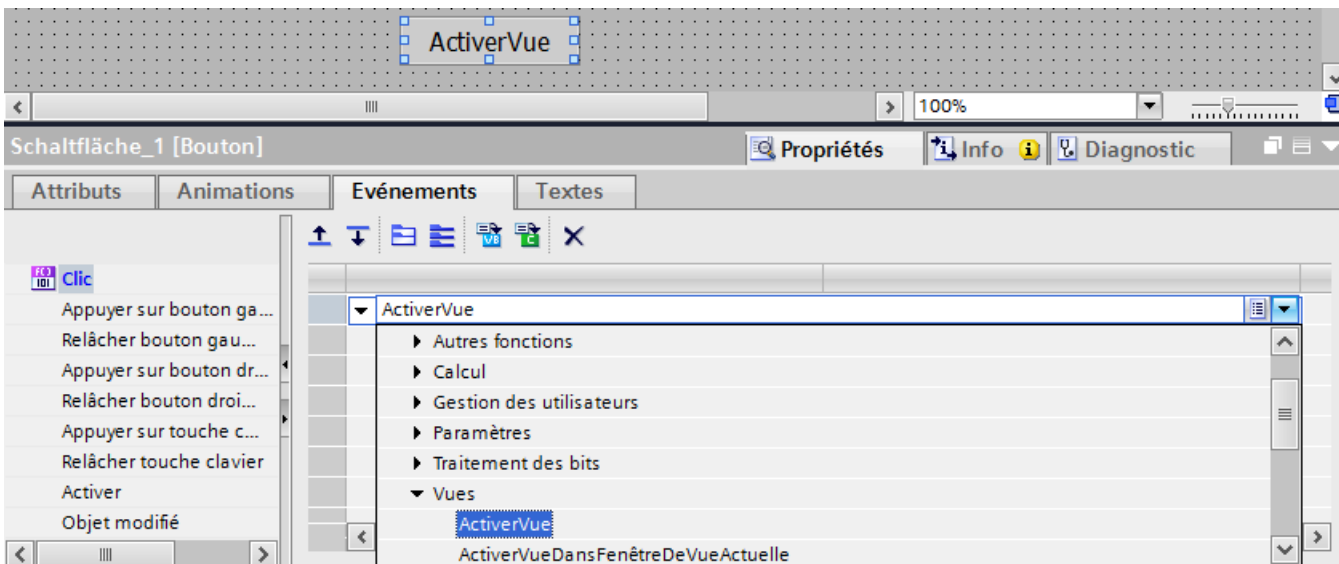 ActiverVue
100%
Schaltfläche_1 [Bouton]
Propriétés Info Diagnostic
Attributs Animations Evénements Textes
VB C
Clic
Appuyer sur bouton ga... ActiverVue
Relâcher bouton gau... Autres fonctions
Appuyer sur bouton dr... Calcul
Relâcher bouton droi... Gestion des utilisateurs
Appuyer sur touche c... Paramètres
Relâcher touche clavier Traitement des bits
Activer Vues
Objet modifié ActiverVue
ActiverVueDansFenêtreDeVueActuelle